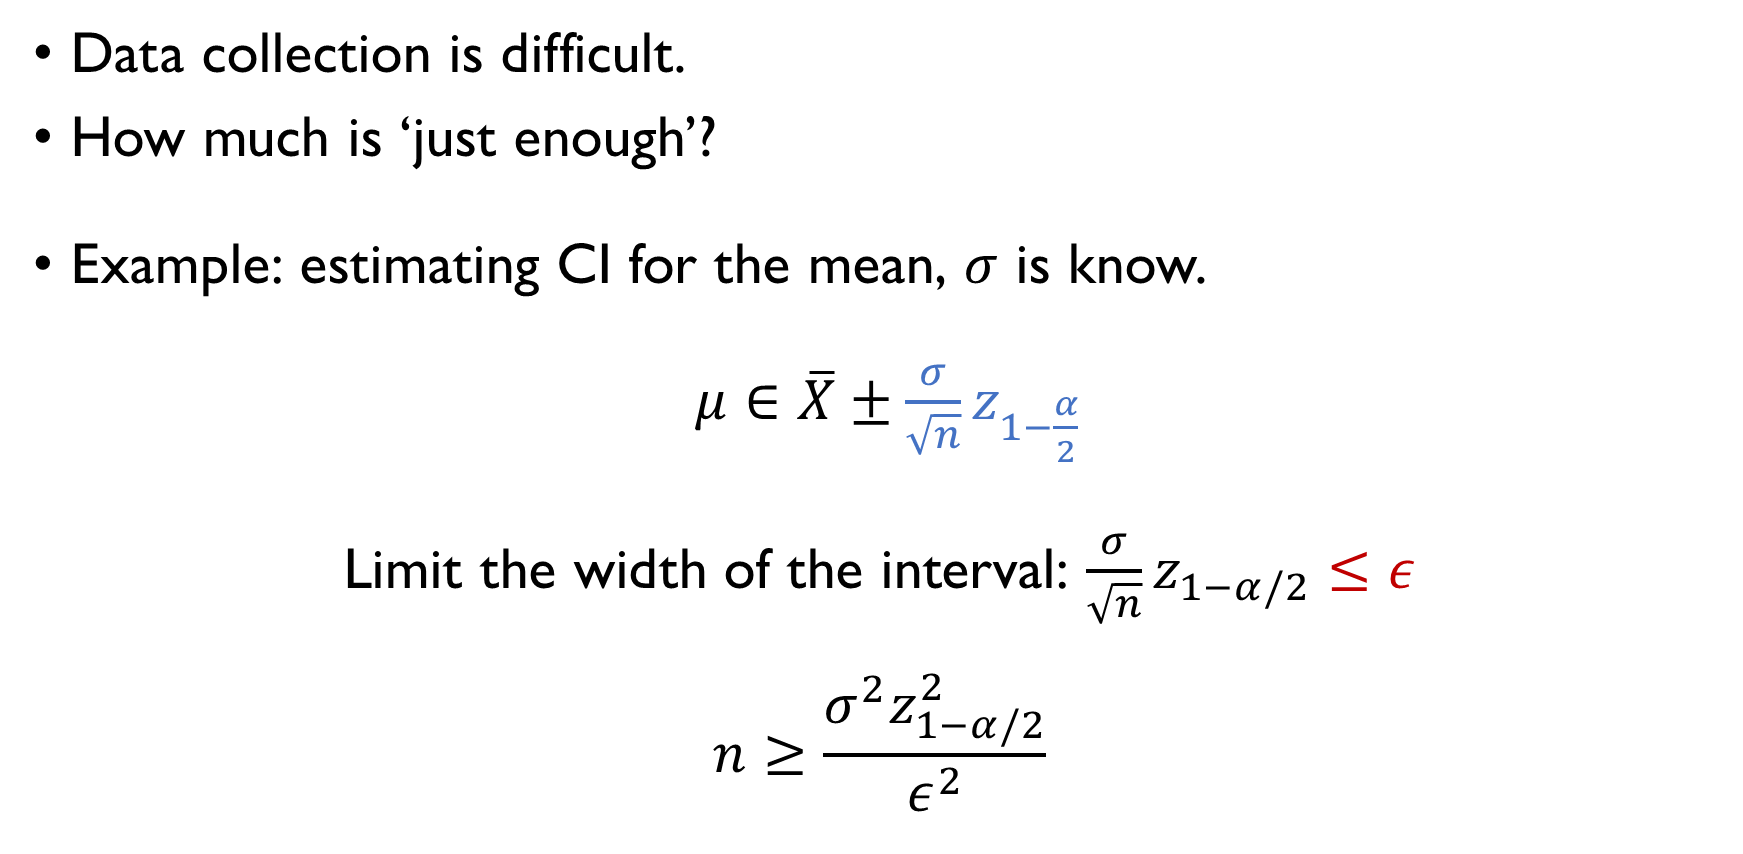 • Data collection is difficult.
• How much is ‘just enough’?
• Example: estimating CI for the mean, σ is know.
μ ∈ X̄ ± σ/√n z_{1−α/2}
Limit the width of the interval: σ/√n z_{1−α/2} ≤ ϵ
n ≥ σ² z²_{1−α/2} / ϵ²